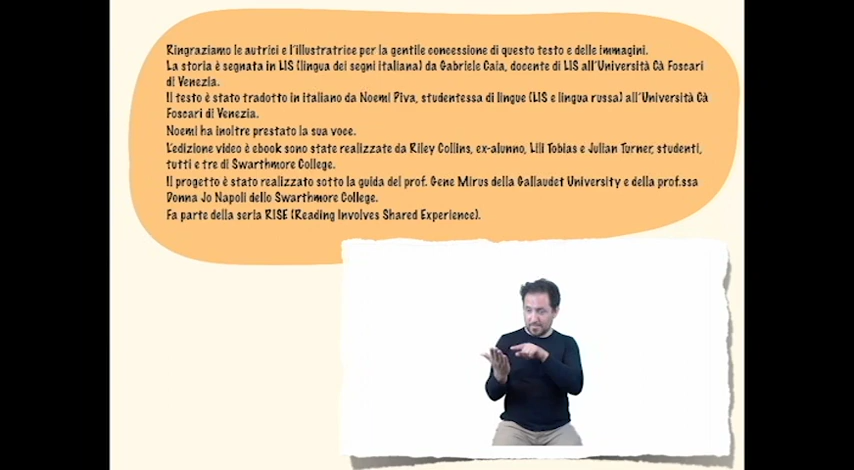 Ringraziamo le autrici e l'illustratrice per la gentile concessione di questo testo e delle immagini.
La storia è segnata in LIS (lingua dei segni italiana) da Gabriele Caia, docente di LIS all'Università Cà Foscari
di Venezia.
Il testo è stato tradotto in italiano da Noemi Piva, studentessa di lingue (LIS e lingua russa) all'Università Cà
Foscari di Venezia.
Noemi ha inoltre prestato la sua voce.
L'edizione video è ebook sono state realizzate da Riley Collins, ex-alunno, Lili Tobias e Julian Turner, studenti,
tutti e tre di Swarthmore College.
Il progetto è stato realizzato sotto la guida del prof. Gene Mirus della Gallaudet University e della prof.ssa
Donna Jo Napoli dello Swarthmore College.
Fa parte della seria RISE (Reading Involves Shared Experience).